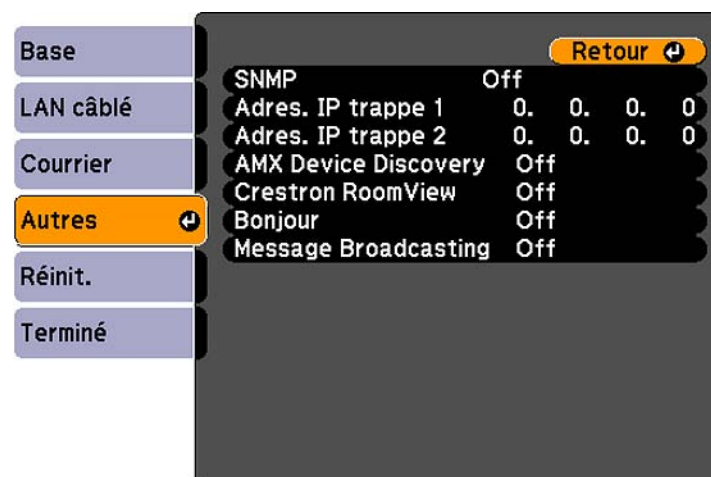 Base
LAN câblé
Courrier
Autres
Réinit.
Terminé
Retour
SNMP Off
Adres. IP trappe 1 0. 0. 0. 0
Adres. IP trappe 2 0. 0. 0. 0
AMX Device Discovery Off
Crestron RoomView Off
Bonjour Off
Message Broadcasting Off